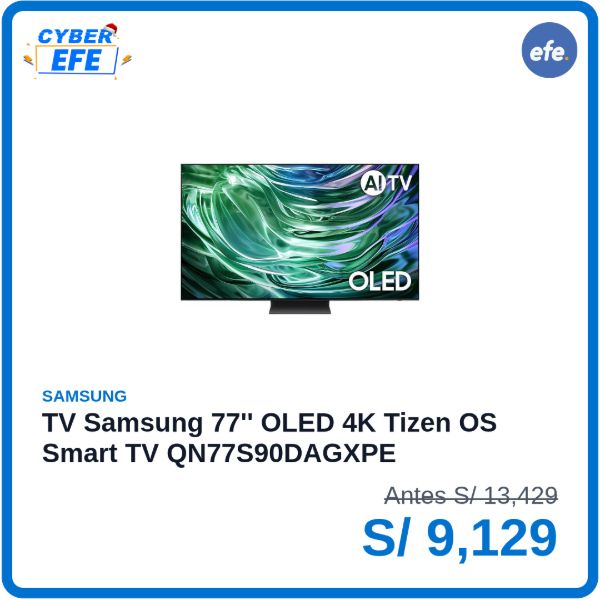 CYBER
EFE
efe.
AI TV
OLED
SAMSUNG
TV Samsung 77'' OLED 4K Tizen OS
Smart TV QN77S90DAGXPE
Antes S/ 13,429
S/ 9,129